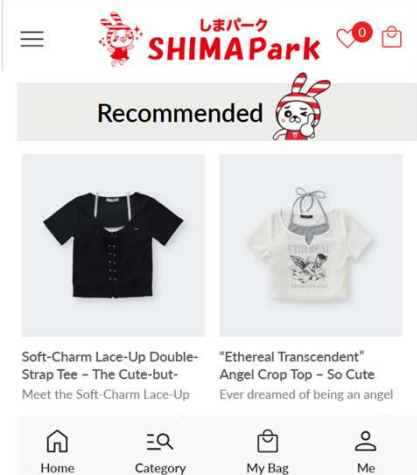 しまパーク
SHIMAPark
0
Recommended
Soft-Charm Lace-Up Double-
Strap Tee – The Cute-but-
Meet the Soft-Charm Lace-Up
“Ethereal Transcendent”
Angel Crop Top – So Cute
Ever dreamed of being an angel
Home
Category
My Bag
Me